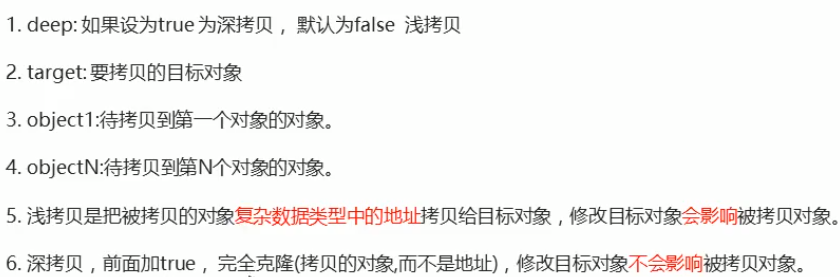 1. deep: 如果设为true 为深拷贝， 默认为false 浅拷贝
2. target: 要拷贝的目标对象
3. object1:待拷贝到第一个对象的对象。
4. objectN:待拷贝到第N个对象的对象。
5. 浅拷贝是把被拷贝的对象复杂数据类型中的地址拷贝给目标对象，修改目标对象会影响被拷贝对象。
6. 深拷贝，前面加true， 完全克隆(拷贝的对象,而不是地址)，修改目标对象不会影响被拷贝对象。